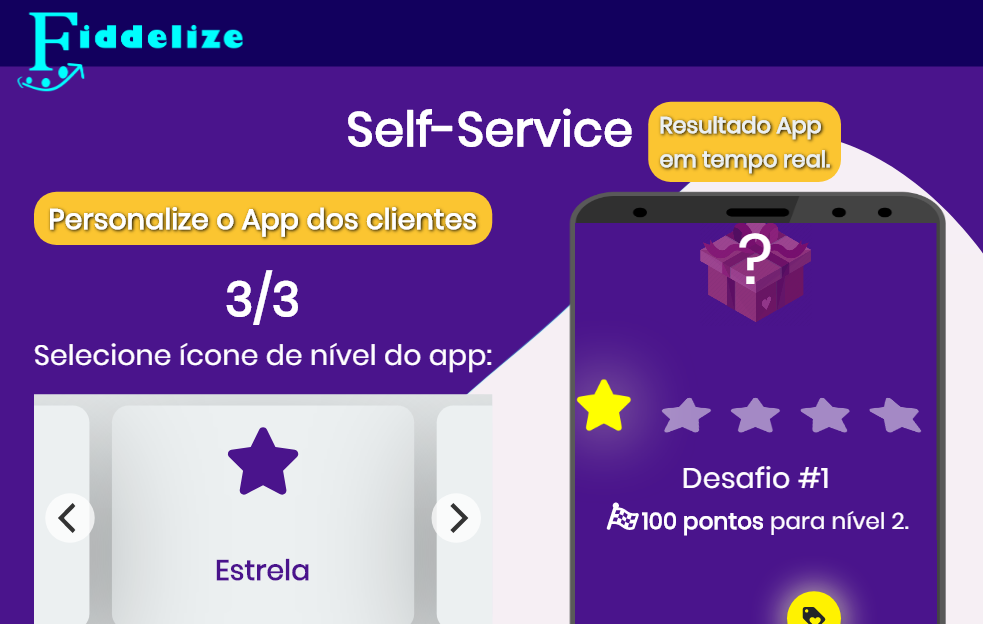 Fiddelize
Self-Service
Resultado App
em tempo real.
Personalize o App dos clientes
3/3
Selecione ícone de nível do app:
Estrela
?
Desafio #1
100 pontos para nível 2.